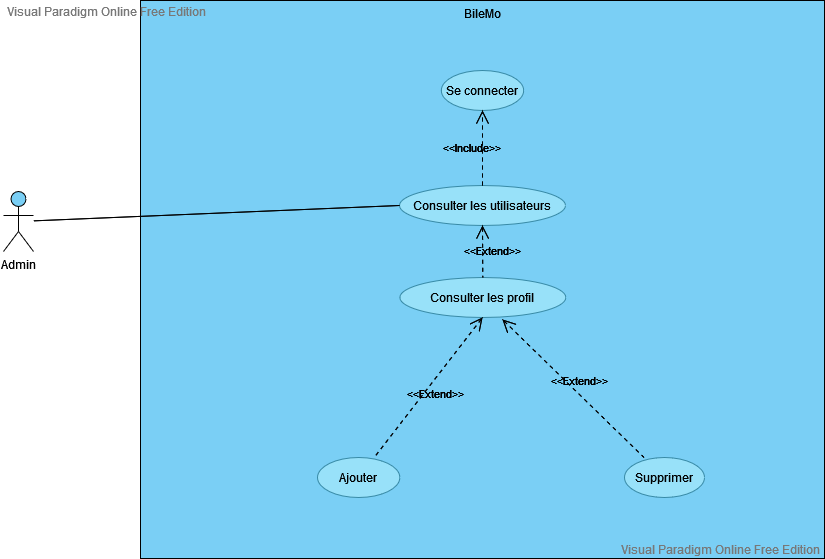 Visual Paradigm Online Free Edition
BileMo
Se connecter
<<Include>>
Consulter les utilisateurs
<<Extend>>
Admin
Consulter les profil
<<Extend>>
<<Extend>>
Ajouter
Supprimer
Visual Paradigm Online Free Edition